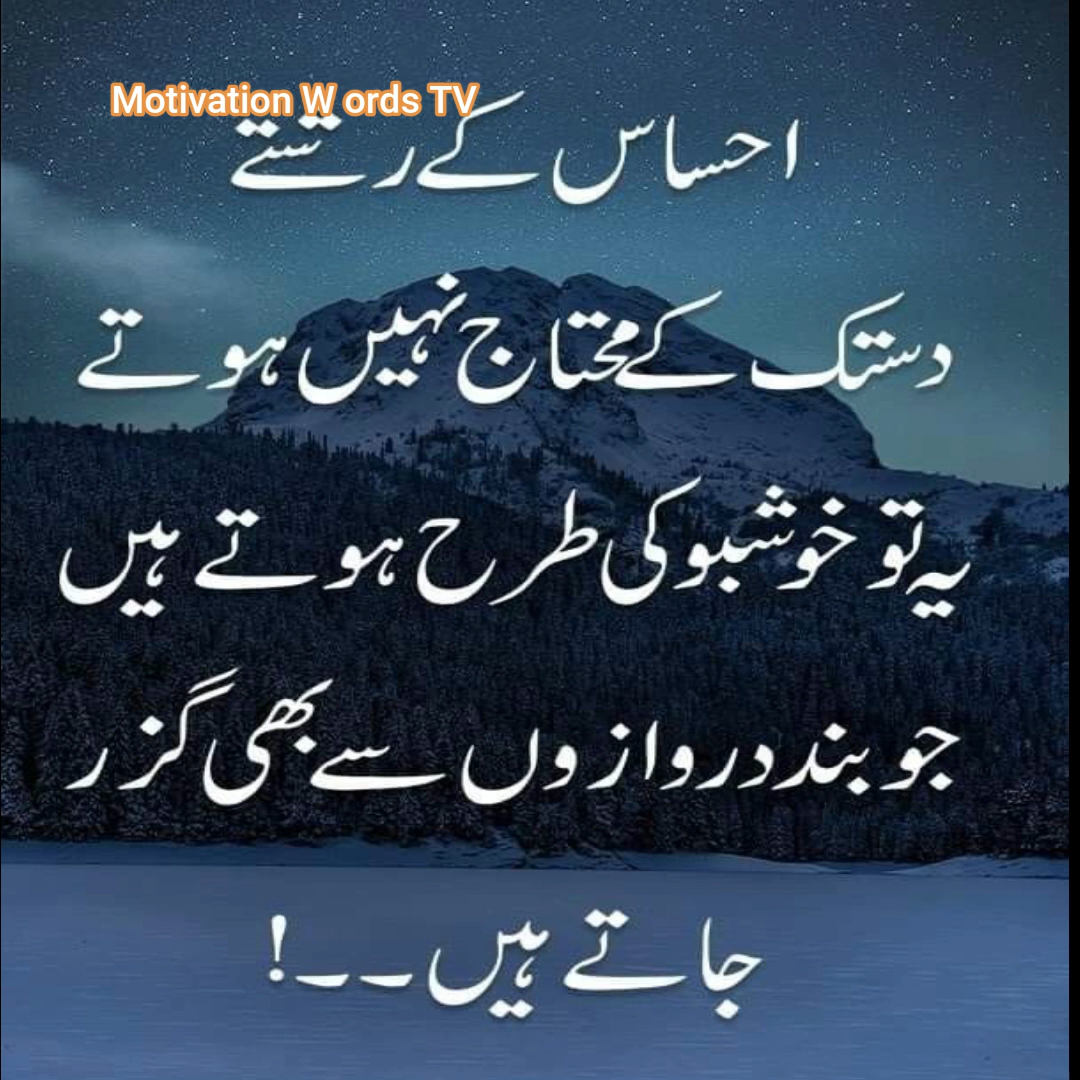 Motivation W ords TV
احساس کے رشتے
دستک کے محتاج نہیں ہوتے
یہ تو خوشبو کی طرح ہوتے ہیں
جو بند دروازوں سے بھی گزر
جاتے ہیں ۔۔!